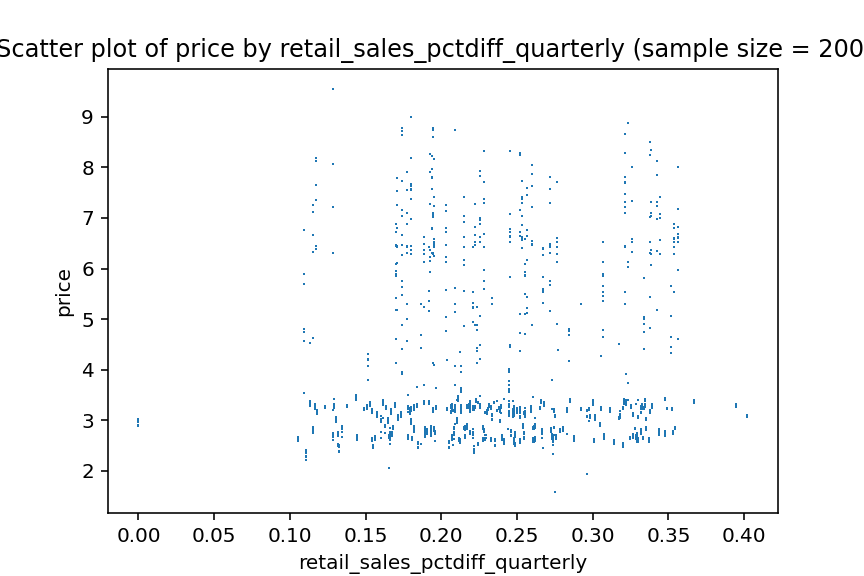 Scatter plot of price by retail_sales_pctdiff_quarterly (sample size = 200
9
8
7
6
5
4
3
2
price
0.00 0.05 0.10 0.15 0.20 0.25 0.30 0.35 0.40
retail_sales_pctdiff_quarterly